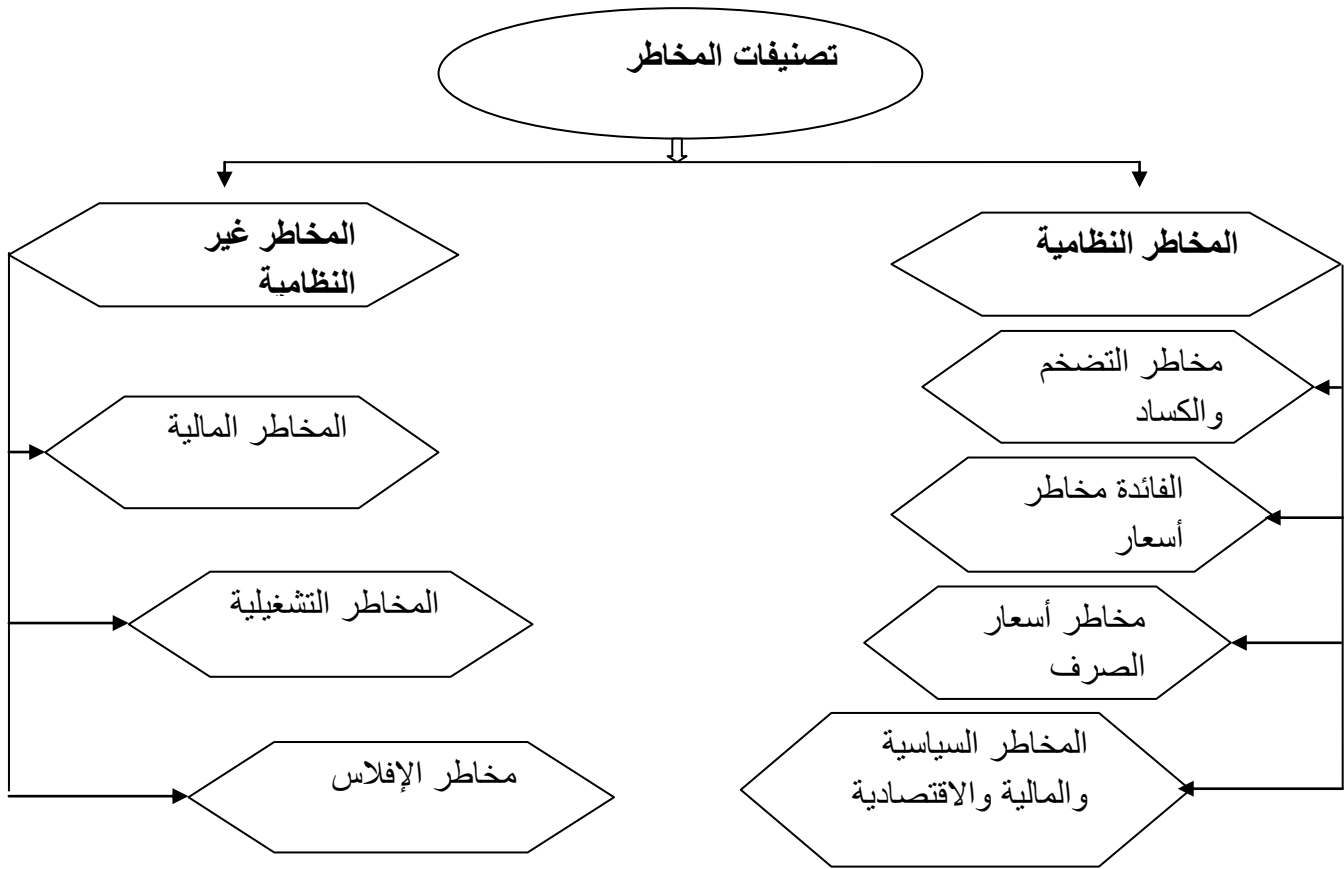 تصنيفات المخاطر
المخاطر النظامية
مخاطر التضخم
والكساد
الفائدة مخاطر
أسعار
مخاطر أسعار
الصرف
المخاطر السياسية
والمالية والاقتصادية
المخاطر غير
النظامية
المخاطر المالية
المخاطر التشغيلية
مخاطر الإفلاس